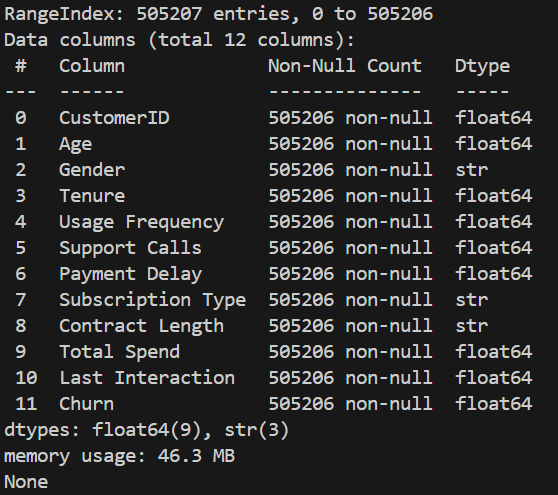 RangeIndex: 505207 entries, 0 to 505206
Data columns (total 12 columns):
 #   Column             Non-Null Count   Dtype
---  ------             --------------   -----
 0   CustomerID         505206 non-null  float64
 1   Age                505206 non-null  float64
 2   Gender             505206 non-null  str
 3   Tenure             505206 non-null  float64
 4   Usage Frequency    505206 non-null  float64
 5   Support Calls      505206 non-null  float64
 6   Payment Delay      505206 non-null  float64
 7   Subscription Type  505206 non-null  str
 8   Contract Length    505206 non-null  str
 9   Total Spend        505206 non-null  float64
 10  Last Interaction   505206 non-null  float64
 11  Churn              505206 non-null  float64
dtypes: float64(9), str(3)
memory usage: 46.3 MB
None